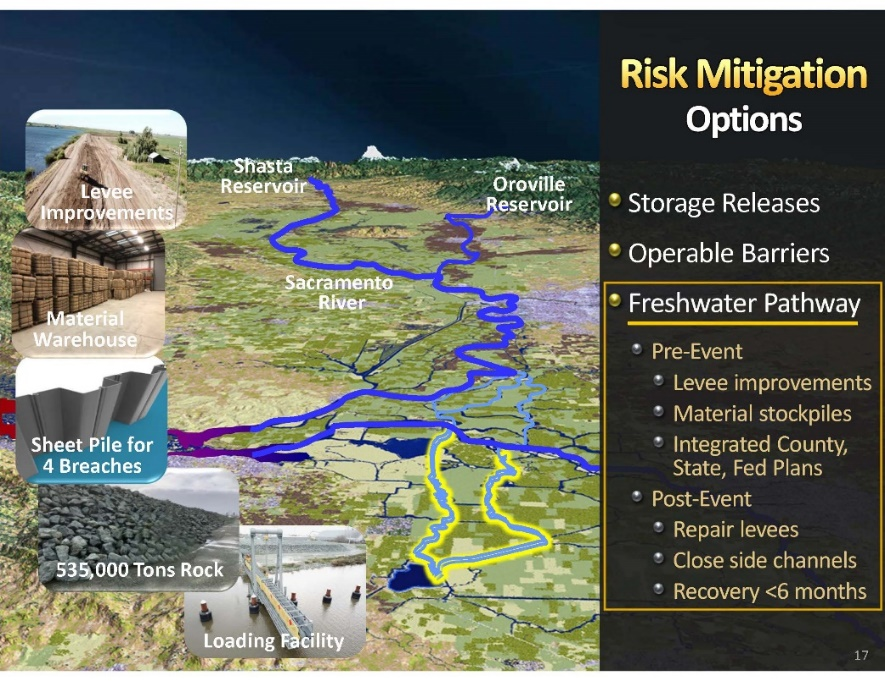 Risk Mitigation
Options
Storage Releases
Operable Barriers
Freshwater Pathway
Pre-Event
Levee improvements
Material stockpiles
Integrated County,
State, Fed Plans
Post-Event
Repair levees
Close side channels
Recovery <6 months
Shasta
Reservoir
Oroville
Reservoir
Sacramento
River
Levee
Improvements
Material
Warehouse
Sheet Pile for
4 Breaches
535,000 Tons Rock
Loading Facility
17